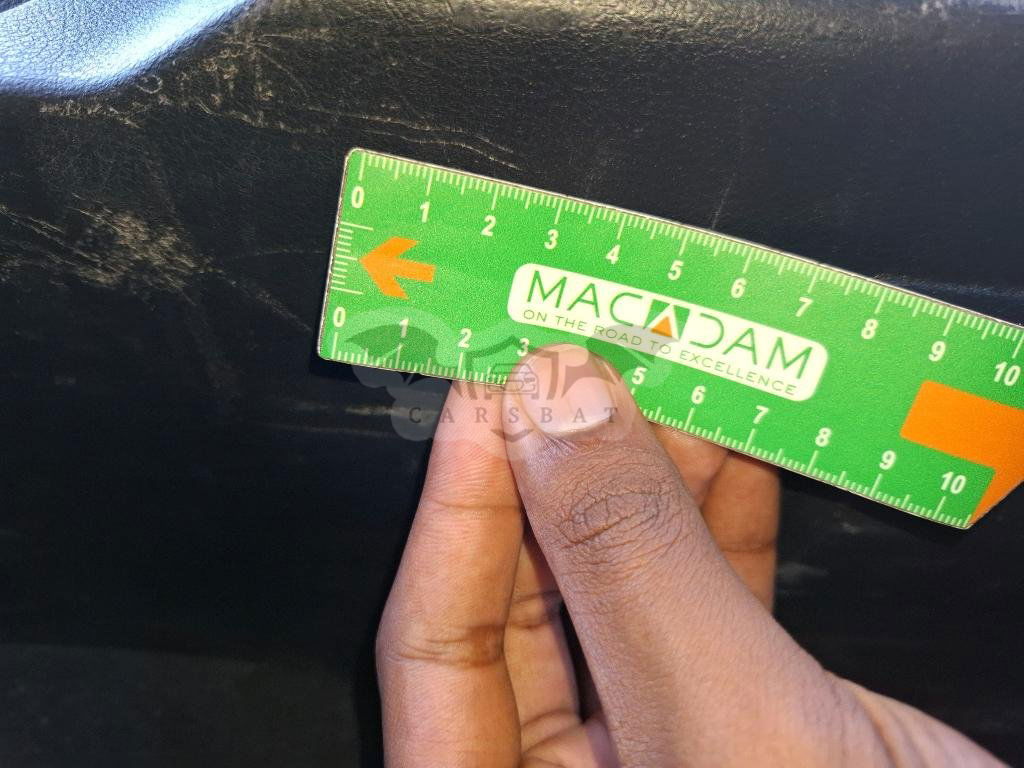 0 1 2 3 4 5 6 7 8 9 10
MACADAM
ON THE ROAD TO EXCELLENCE
0 1 2 3 5 6 7 8 9 10
CARSBAT